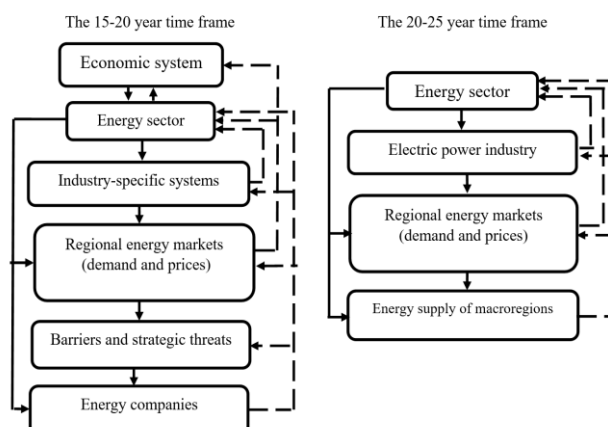 The 15-20 year time frame
Economic system
Energy sector
Industry-specific systems
Regional energy markets
(demand and prices)
Barriers and strategic threats
Energy companies
The 20-25 year time frame
Energy sector
Electric power industry
Regional energy markets
(demand and prices)
Energy supply of macroregions